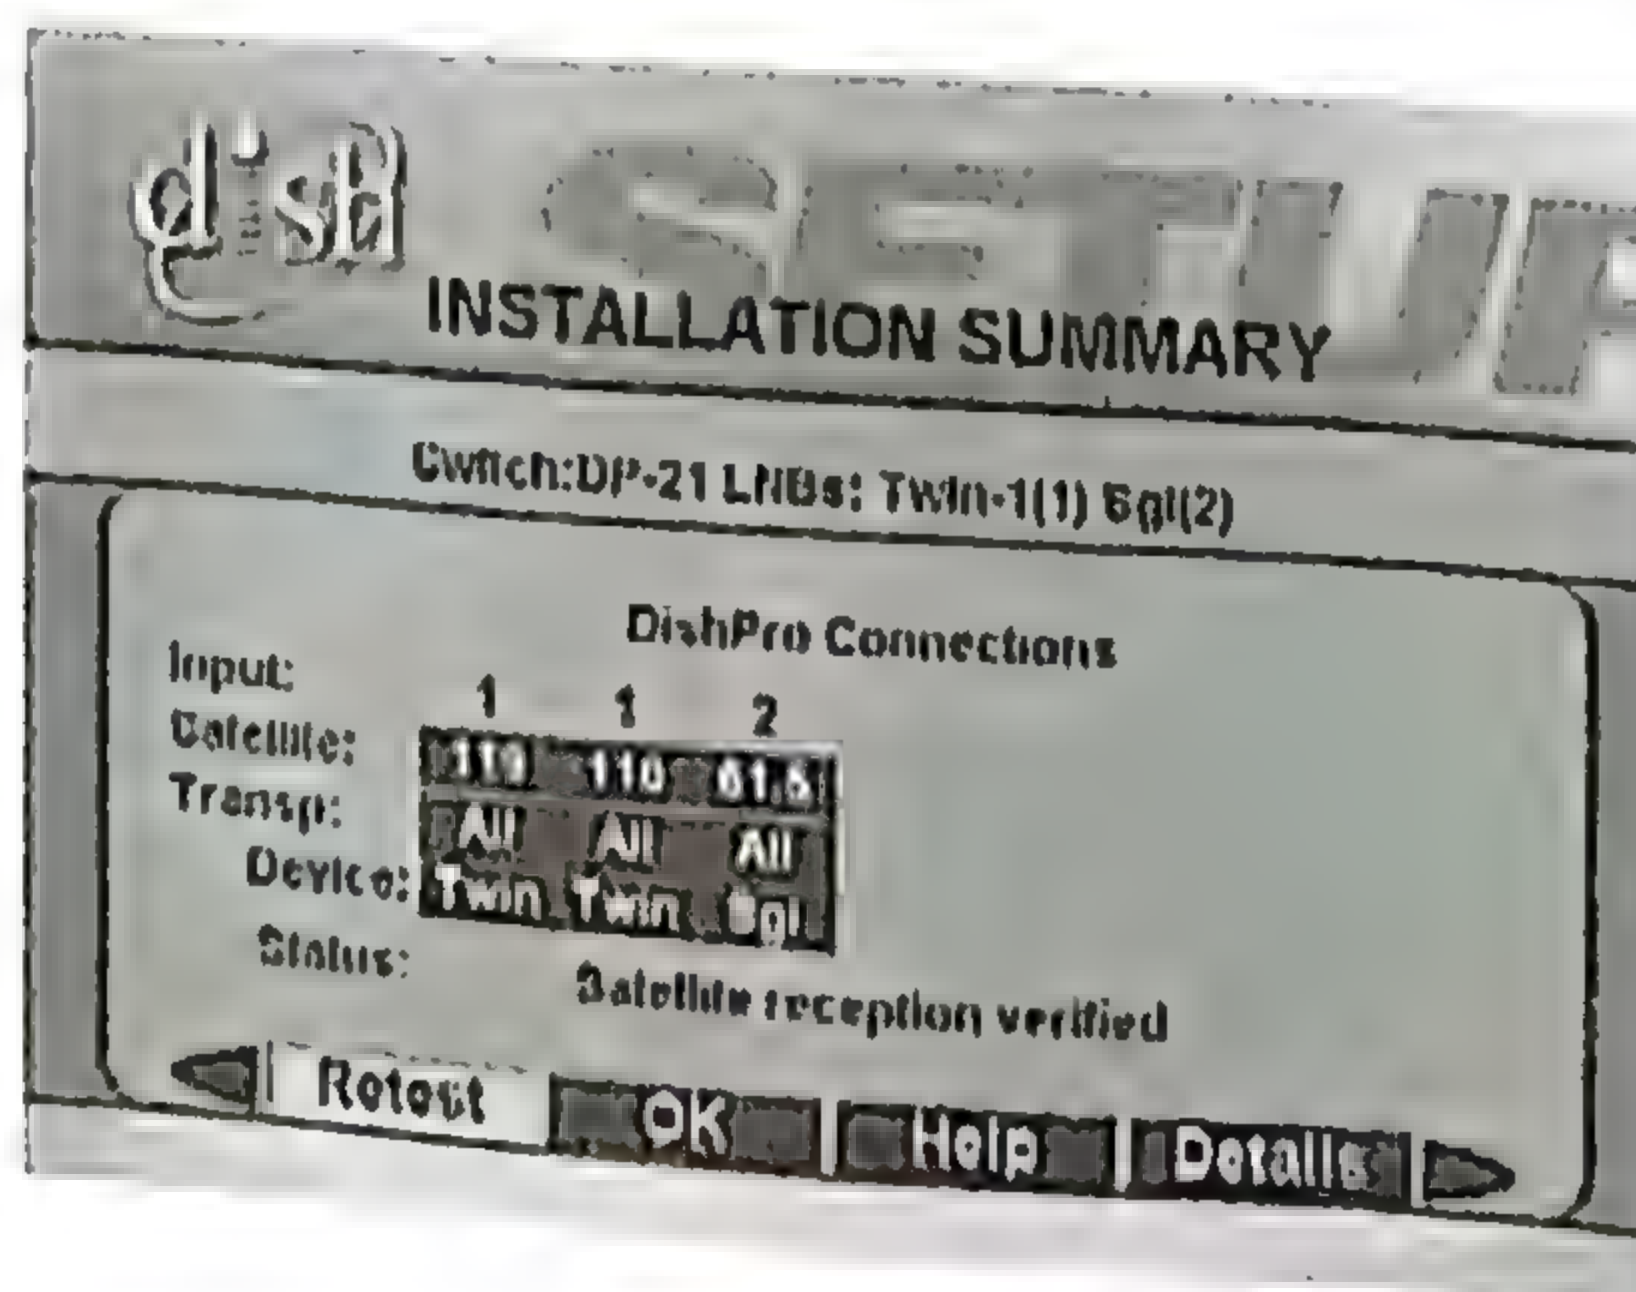 dish SETUP
INSTALLATION SUMMARY
Switch:DP-21 LNBs: Twin-1(1) Sgl(2)
DishPro Connections
Input: 1 1 2
Satellite: 119 110 61.5
Transp: All All All
Device: Twin Twin Sgl
Status: Satellite reception verified
Retest OK Help Details